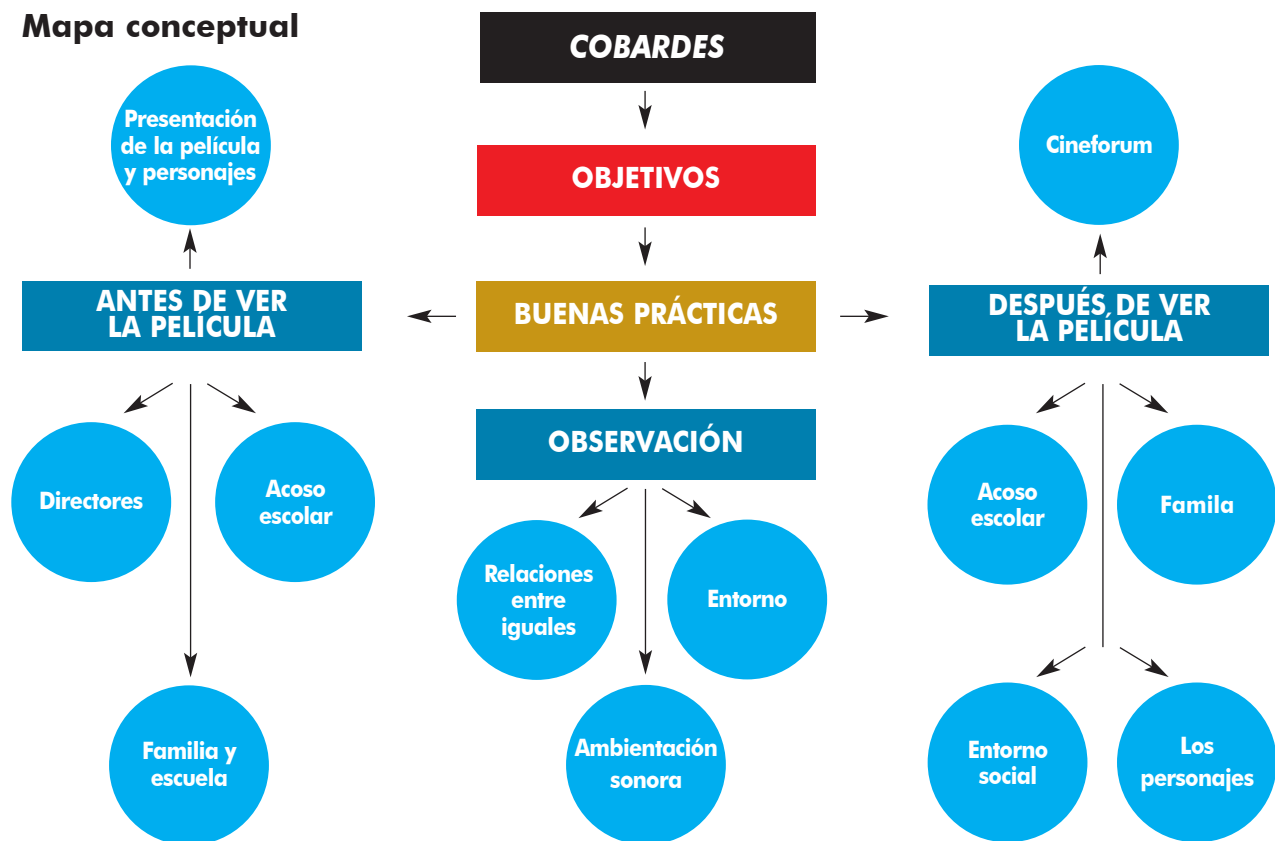 Mapa conceptual
COBARDES
Presentación
de la película
y personajes
Cineforum
OBJETIVOS
ANTES DE VER
LA PELÍCULA
BUENAS PRÁCTICAS
DESPUÉS DE VER
LA PELÍCULA
OBSERVACIÓN
Directores
Acoso
escolar
Relaciones
entre
iguales
Entorno
Acoso
escolar
Famila
Familia y
escuela
Ambientación
sonora
Entorno
social
Los
personajes